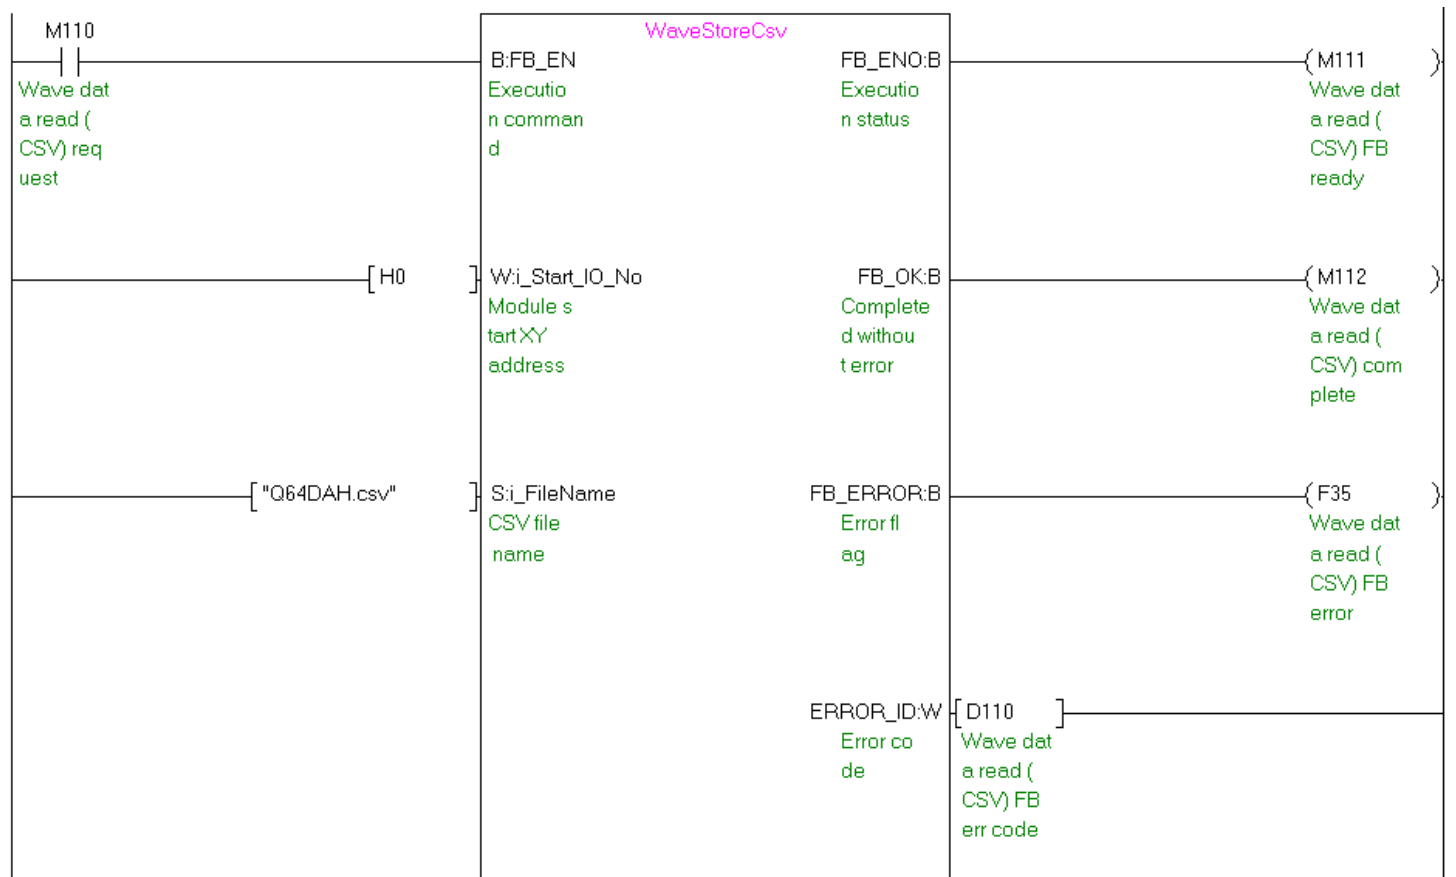 M110
WaveStoreCsv
B:FB_EN
FB_ENO:B
M111
Wave dat
a read (
CSV) req
uest
Executio
n comman
d
Executio
n status
Wave dat
a read (
CSV) FB
ready
H0
W:i_Start_IO_No
FB_OK:B
M112
Module s
tart XY
address
Complete
d withou
t error
Wave dat
a read (
CSV) com
plete
"Q64DAH.csv"
S:i_FileName
FB_ERROR:B
F35
CSV file
name
Error fl
ag
Wave dat
a read (
CSV) FB
error
ERROR_ID:W
D110
Error co
de
Wave dat
a read (
CSV) FB
err code